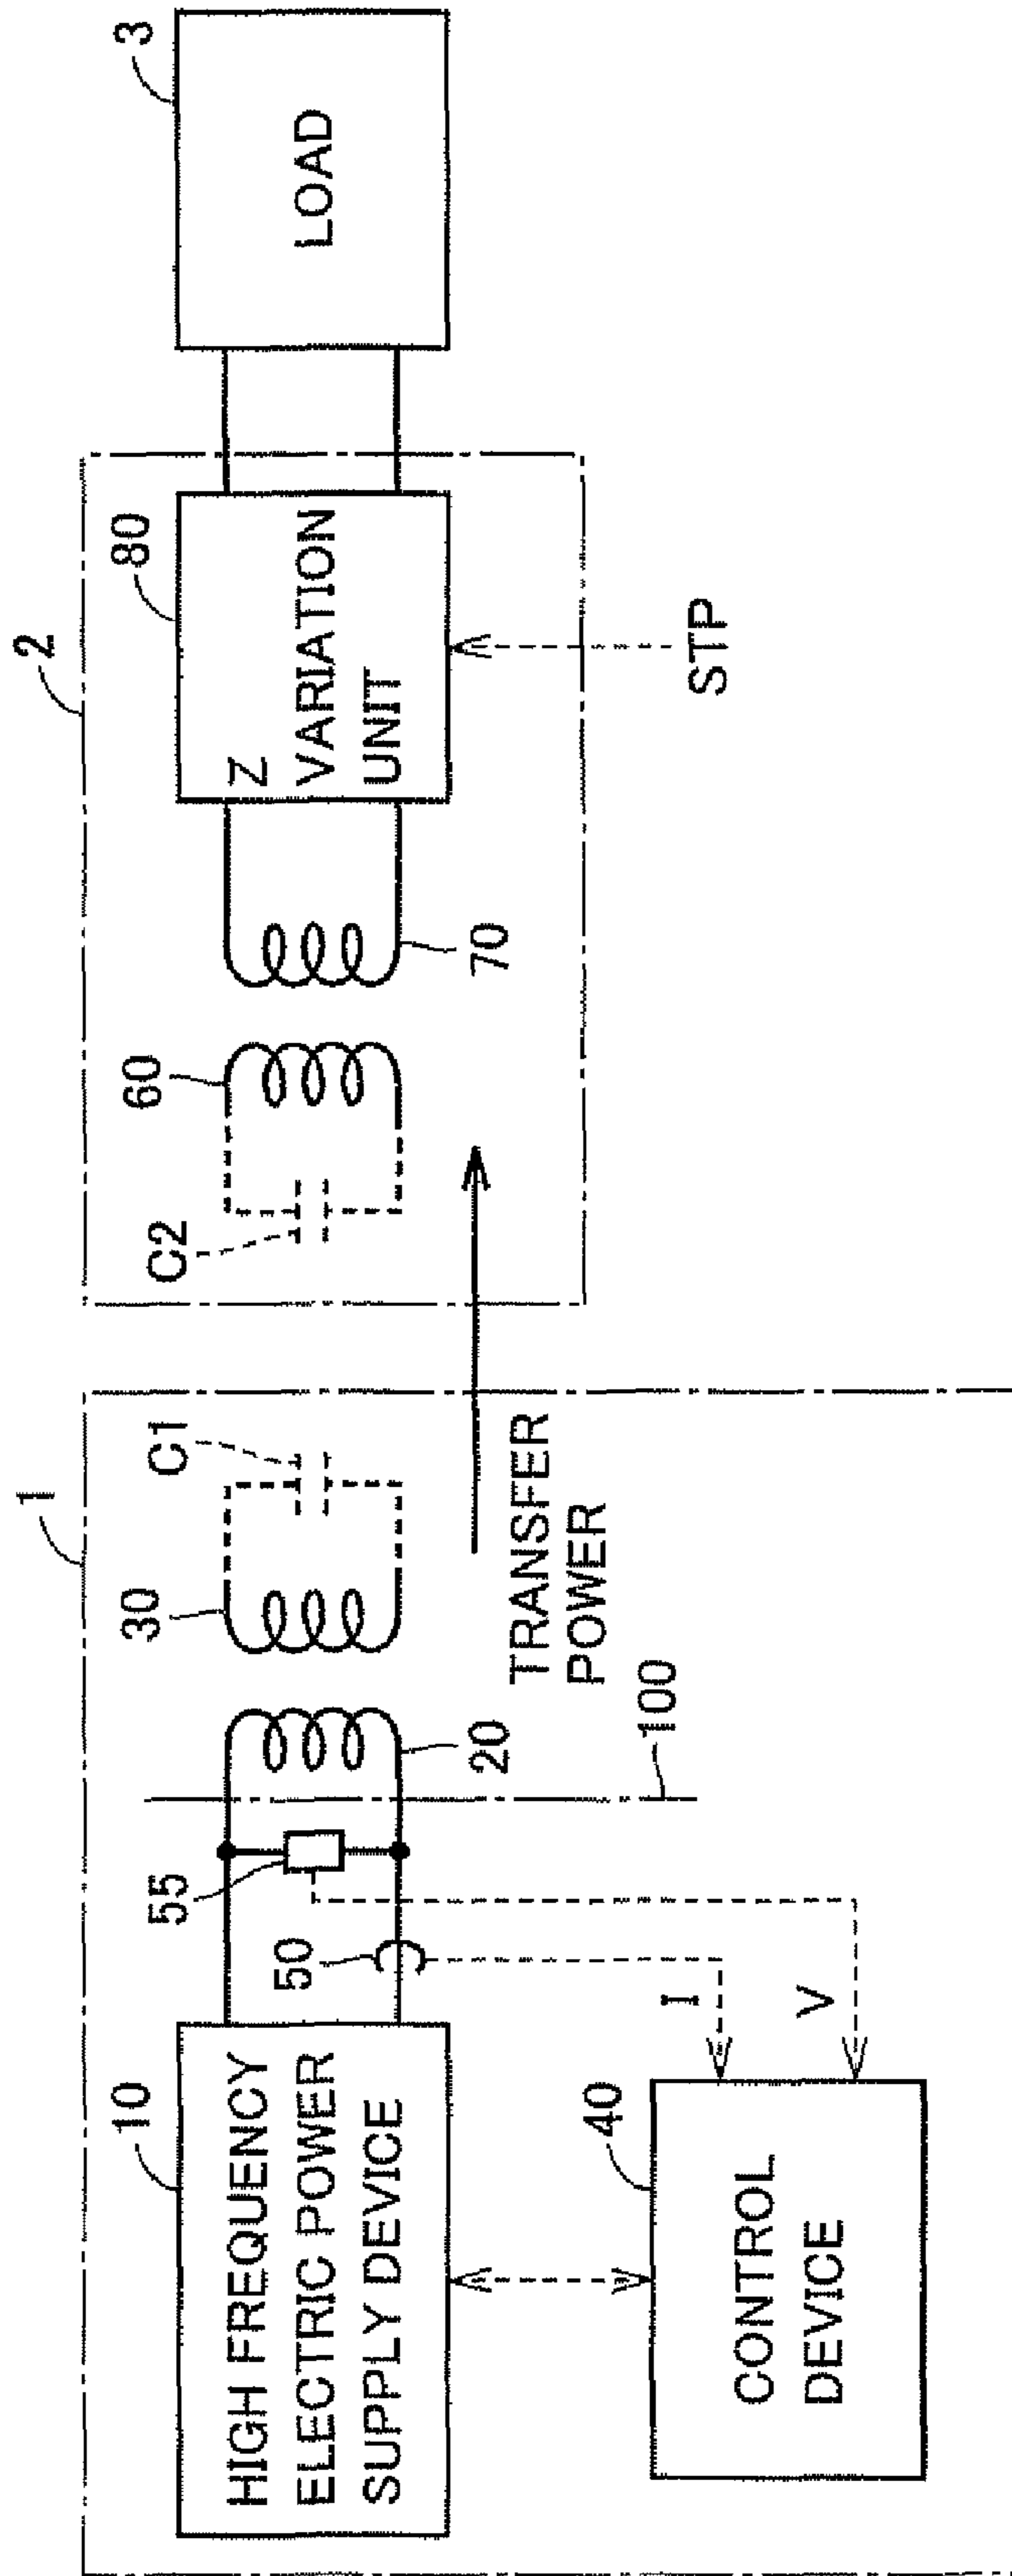 1
2
3
10
HIGH FREQUENCY
ELECTRIC POWER
SUPPLY DEVICE
50
55
20
30
C1
C2
60
70
80
Z
VARIATION
UNIT
LOAD
100
TRANSFER
POWER
STP
I
V
40
CONTROL
DEVICE